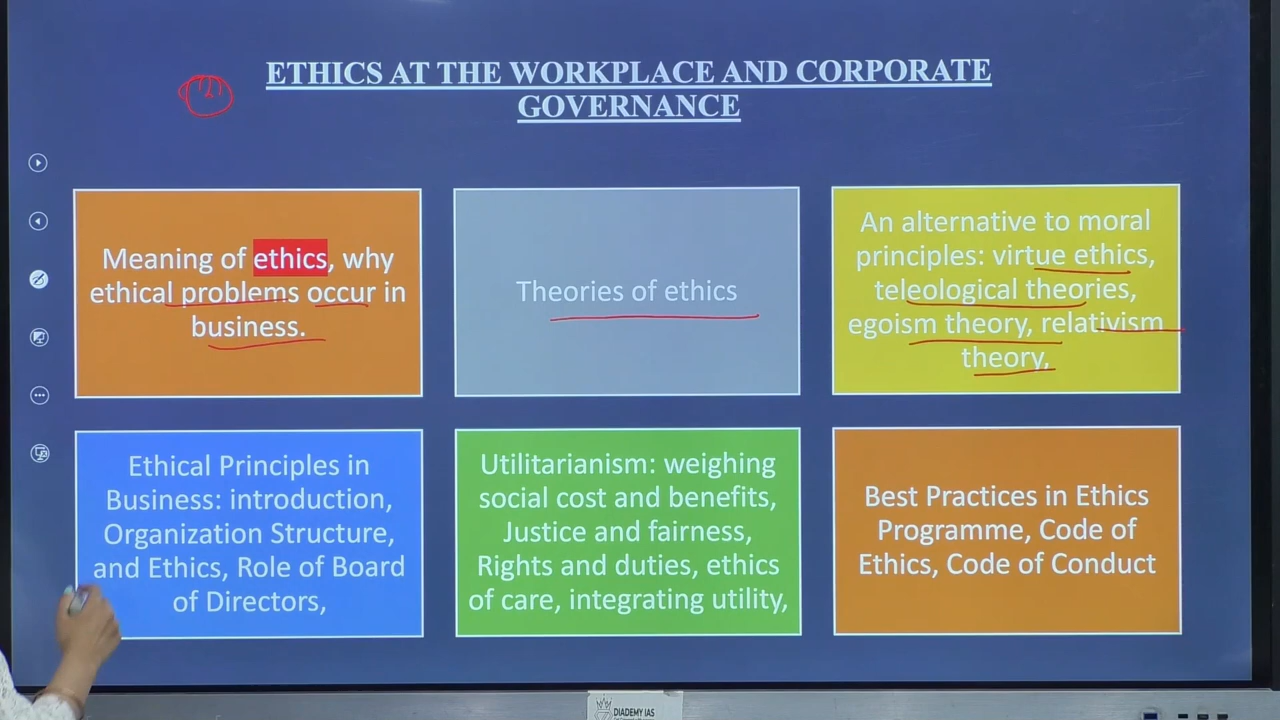 ETHICS AT THE WORKPLACE AND CORPORATE
GOVERNANCE
Meaning of ethics, why
ethical problems occur in
business.
Theories of ethics
An alternative to moral
principles: virtue ethics,
teleological theories,
egoism theory, relativism
theory,
Ethical Principles in
Business: introduction,
Organization Structure,
and Ethics, Role of Board
of Directors,
Utilitarianism: weighing
social cost and benefits,
Justice and fairness,
Rights and duties, ethics
of care, integrating utility,
Best Practices in Ethics
Programme, Code of
Ethics, Code of Conduct
DIADEMY IAS